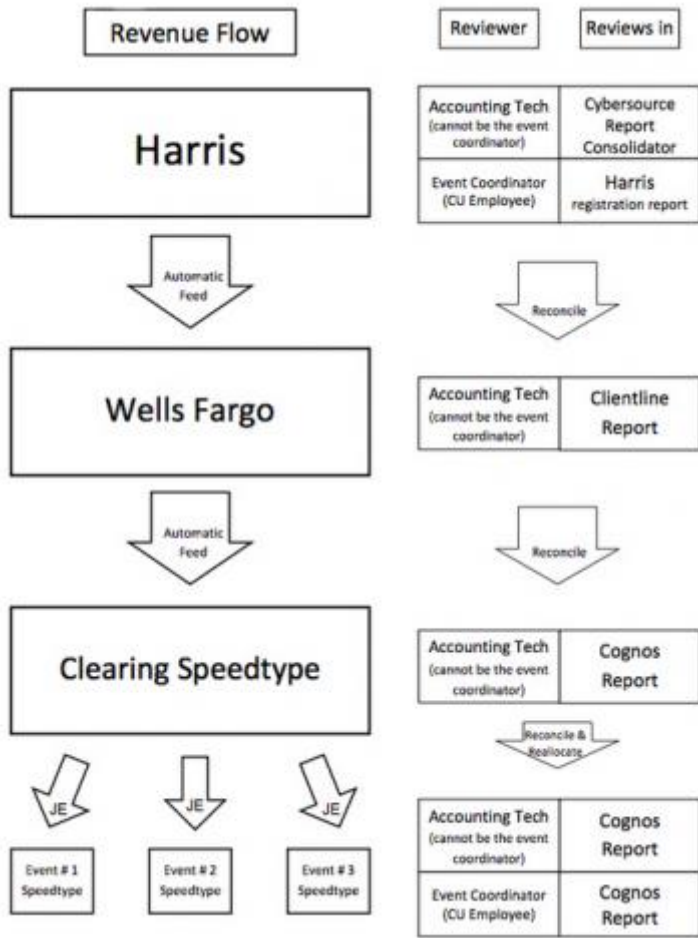 Revenue Flow
Reviewer
Reviews in
Harris
Accounting Tech
(cannot be the event
coordinator)
Cybersource
Report
Consolidator
Event Coordinator
(CU Employee)
Harris
registration report
Automatic
Feed
Reconcile
Wells Fargo
Accounting Tech
(cannot be the event
coordinator)
Clientline
Report
Automatic
Feed
Reconcile
Clearing Speedtype
Accounting Tech
(cannot be the event
coordinator)
Cognos
Report
Reconcile &
Reallocate
JE
JE
JE
Event # 1
Speedtype
Event # 2
Speedtype
Event # 3
Speedtype
Accounting Tech
(cannot be the event
coordinator)
Cognos
Report
Event Coordinator
(CU Employee)
Cognos
Report